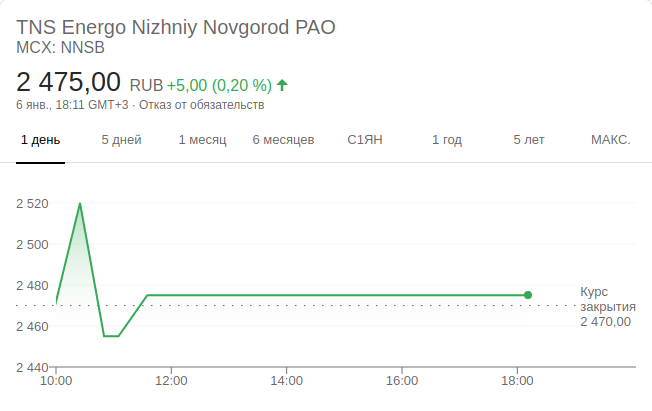 TNS Energo Nizhniy Novgorod PAO
MCX: NNSB
2 475,00 RUB +5,00 (0,20 %)
6 янв., 18:11 GMT+3 · Отказ от обязательств
1 день 5 дней 1 месяц 6 месяцев С1ЯН 1 год 5 лет МАКС.
2 520
2 500
2 480
2 460
2 440
Курс
закрытия
2 470,00
10:00 12:00 14:00 16:00 18:00